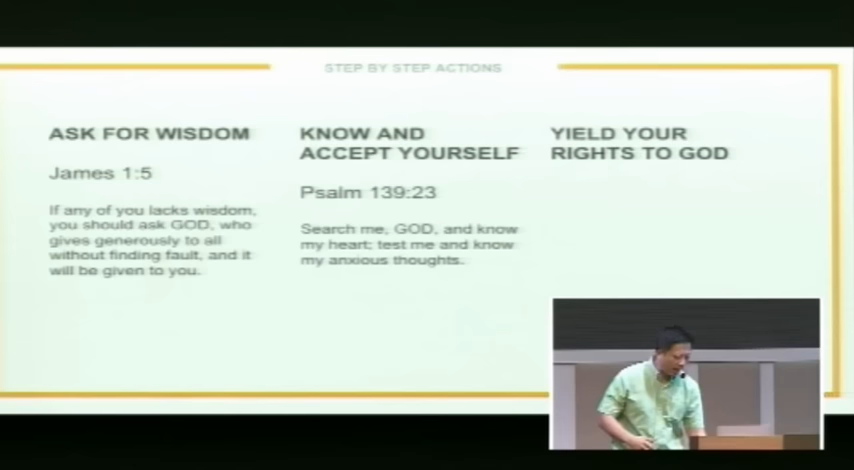 STEP BY STEP ACTIONS
ASK FOR WISDOM
James 1:5
If any of you lacks wisdom,
you should ask GOD, who
gives generously to all
without finding fault, and it
will be given to you.
KNOW AND
ACCEPT YOURSELF
Psalm 139:23
Search me, GOD, and know
my heart; test me and know
my anxious thoughts.
YIELD YOUR
RIGHTS TO GOD